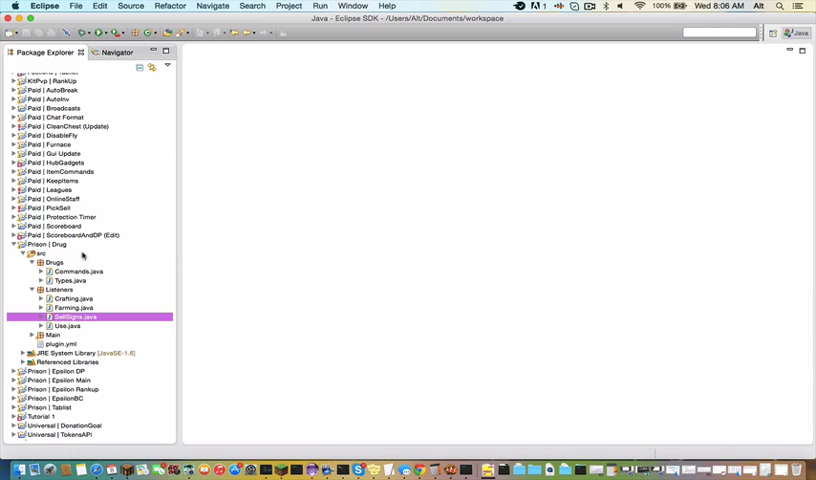 Eclipse File Edit Source Refactor Navigate Search Project Run Window Help
1 100% Wed 8:06 AM Alt
Java - Eclipse SDK - /Users/Alt/Documents/workspace
Java
Package Explorer Navigator
KitPvp | RankUp
Paid | AutoBreak
Paid | AutoInv
Paid | Broadcasts
Paid | Chat Format
Paid | CleanChest (Update)
Paid | DisableFly
Paid | Furnace
Paid | Gui Update
Paid | HubGadgets
Paid | ItemCommands
Paid | KeepItems
Paid | Leagues
Paid | OnlineStaff
Paid | PickSell
Paid | Protection Timer
Paid | Scoreboard
Paid | ScoreboardAndDP (Edit)
Prison | Drug
src
Drugs
Commands.java
Types.java
Listeners
Crafting.java
Farming.java
SellSigns.java
Use.java
Main
plugin.yml
JRE System Library [JavaSE-1.6]
Referenced Libraries
Prison | Epsilon DP
Prison | Epsilon Main
Prison | Epsilon Rankup
Prison | EpsilonBC
Prison | Tablist
Tutorial 1
Universal | DonationGoal
Universal | TokensAPI